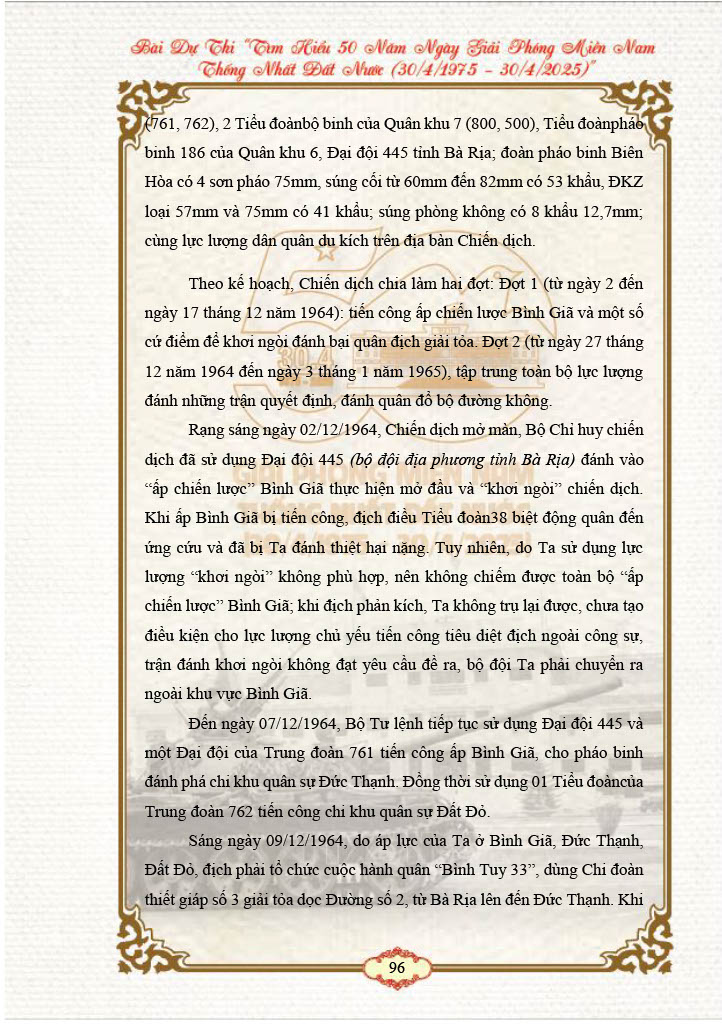 Bài Dự Thi “Tìm Hiểu 50 Năm Ngày Giải Phóng Miền Nam
Thống Nhất Đất Nước (30/4/1975 – 30/4/2025)”
(761, 762), 2 Tiểu đoànbộ binh của Quân khu 7 (800, 500), Tiểu đoànpháo
binh 186 của Quân khu 6, Đại đội 445 tỉnh Bà Rịa; đoàn pháo binh Biên
Hòa có 4 sơn pháo 75mm, súng cối từ 60mm đến 82mm có 53 khẩu, ĐKZ
loại 57mm và 75mm có 41 khẩu; súng phòng không có 8 khẩu 12,7mm;
cùng lực lượng dân quân du kích trên địa bàn Chiến dịch.
Theo kế hoạch, Chiến dịch chia làm hai đợt: Đợt 1 (từ ngày 2 đến
ngày 17 tháng 12 năm 1964): tiến công ấp chiến lược Bình Giã và một số
cứ điểm để khơi ngòi đánh bại quân địch giải tỏa. Đợt 2 (từ ngày 27 tháng
12 năm 1964 đến ngày 3 tháng 1 năm 1965), tập trung toàn bộ lực lượng
đánh những trận quyết định, đánh quân đổ bộ đường không.
Rạng sáng ngày 02/12/1964, Chiến dịch mở màn, Bộ Chỉ huy chiến
dịch đã sử dụng Đại đội 445 (bộ đội địa phương tỉnh Bà Rịa) đánh vào
“ấp chiến lược” Bình Giã thực hiện mở đầu và “khơi ngòi” chiến dịch.
Khi ấp Bình Giã bị tiến công, địch điều Tiểu đoàn38 biệt động quân đến
ứng cứu và đã bị Ta đánh thiệt hại nặng. Tuy nhiên, do Ta sử dụng lực
lượng “khơi ngòi” không phù hợp, nên không chiếm được toàn bộ “ấp
chiến lược” Bình Giã; khi địch phản kích, Ta không trụ lại được, chưa tạo
điều kiện cho lực lượng chủ yếu tiến công tiêu diệt địch ngoài công sự,
trận đánh khơi ngòi không đạt yêu cầu đề ra, bộ đội Ta phải chuyển ra
ngoài khu vực Bình Giã.
Đến ngày 07/12/1964, Bộ Tư lệnh tiếp tục sử dụng Đại đội 445 và
một Đại đội của Trung đoàn 761 tiến công ấp Bình Giã, cho pháo binh
đánh phá chi khu quân sự Đức Thạnh. Đồng thời sử dụng 01 Tiểu đoàncủa
Trung đoàn 762 tiến công chi khu quân sự Đất Đỏ.
Sáng ngày 09/12/1964, do áp lực của Ta ở Bình Giã, Đức Thạnh,
Đất Đỏ, địch phải tổ chức cuộc hành quân “Bình Tuy 33”, dùng Chi đoàn
thiết giáp số 3 giải tỏa dọc Đường số 2, từ Bà Rịa lên đến Đức Thạnh. Khi
30-4
GIẢI PHÓNG MIỀN NAM
THỐNG NHẤT ĐẤT NƯỚC
(30/4/1975 - 30/4/2025)
96